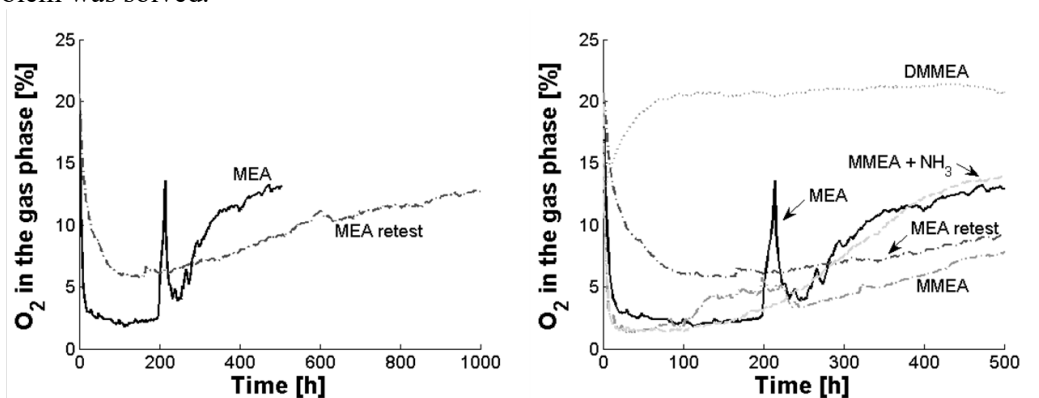 oblem was solved.
O2 in the gas phase [%]
25
20
15
10
5
0
MEA
MEA retest
0 200 400 600 800 1000
Time [h]
O2 in the gas phase [%]
25
20
15
10
5
0
DMMEA
MMEA + NH3
MEA
MEA retest
MMEA
0 100 200 300 400 500
Time [h]